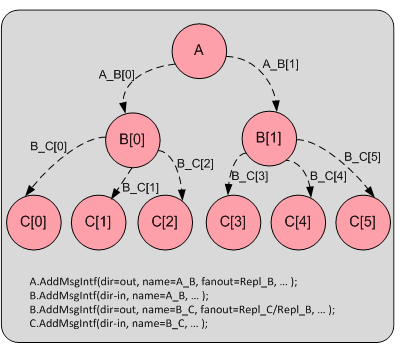 A
A_B[0]
A_B[1]
B[0]
B[1]
B_C[0]
B_C[1]
B_C[2]
B_C[3]
B_C[4]
B_C[5]
C[0]
C[1]
C[2]
C[3]
C[4]
C[5]
A.AddMsgIntf(dir=out, name=A_B, fanout=Repl_B, ... );
B.AddMsgIntf(dir-in, name=A_B, ... );
B.AddMsgIntf(dir=out, name=B_C, fanout=Repl_C/Repl_B, ... );
C.AddMsgIntf(dir-in, name=B_C, ... );